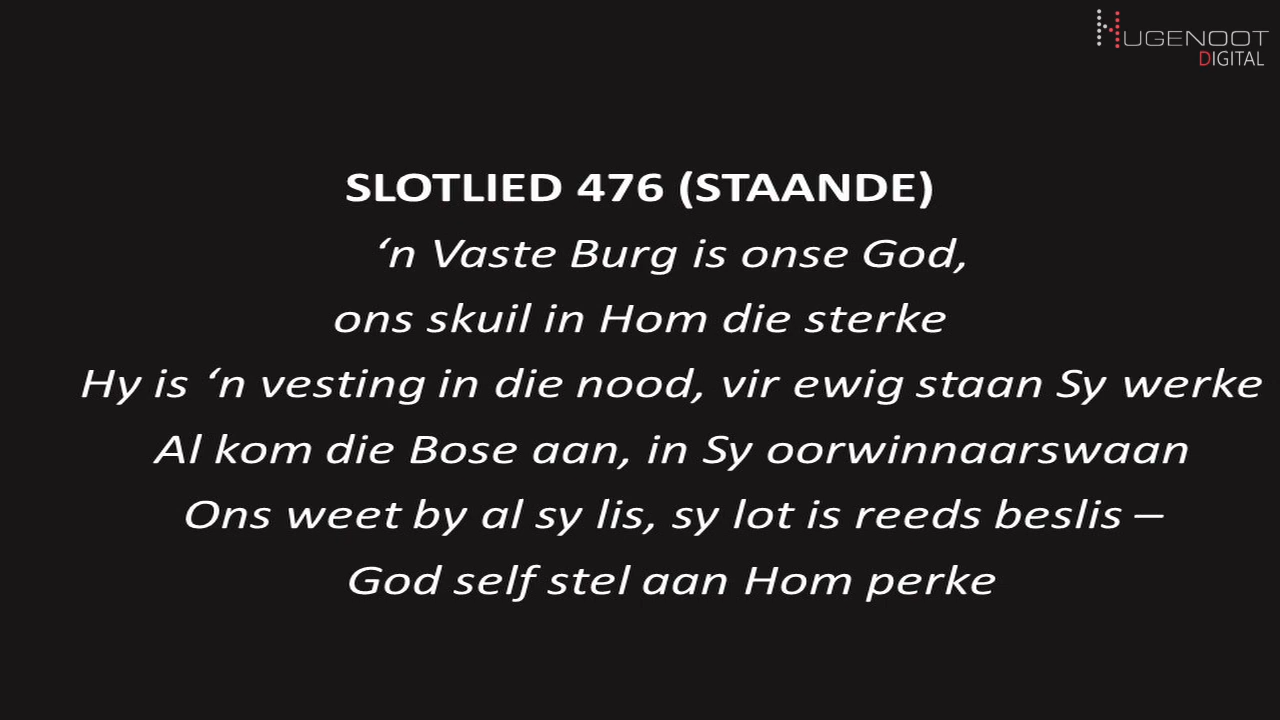 HUGENOOT
DIGITAL
SLOTLIED 476 (STAANDE)
‘n Vaste Burg is onse God,
ons skuil in Hom die sterke
Hy is ‘n vesting in die nood, vir ewig staan Sy werke
Al kom die Bose aan, in Sy oorwinnaarswaan
Ons weet by al sy lis, sy lot is reeds beslis –
God self stel aan Hom perke